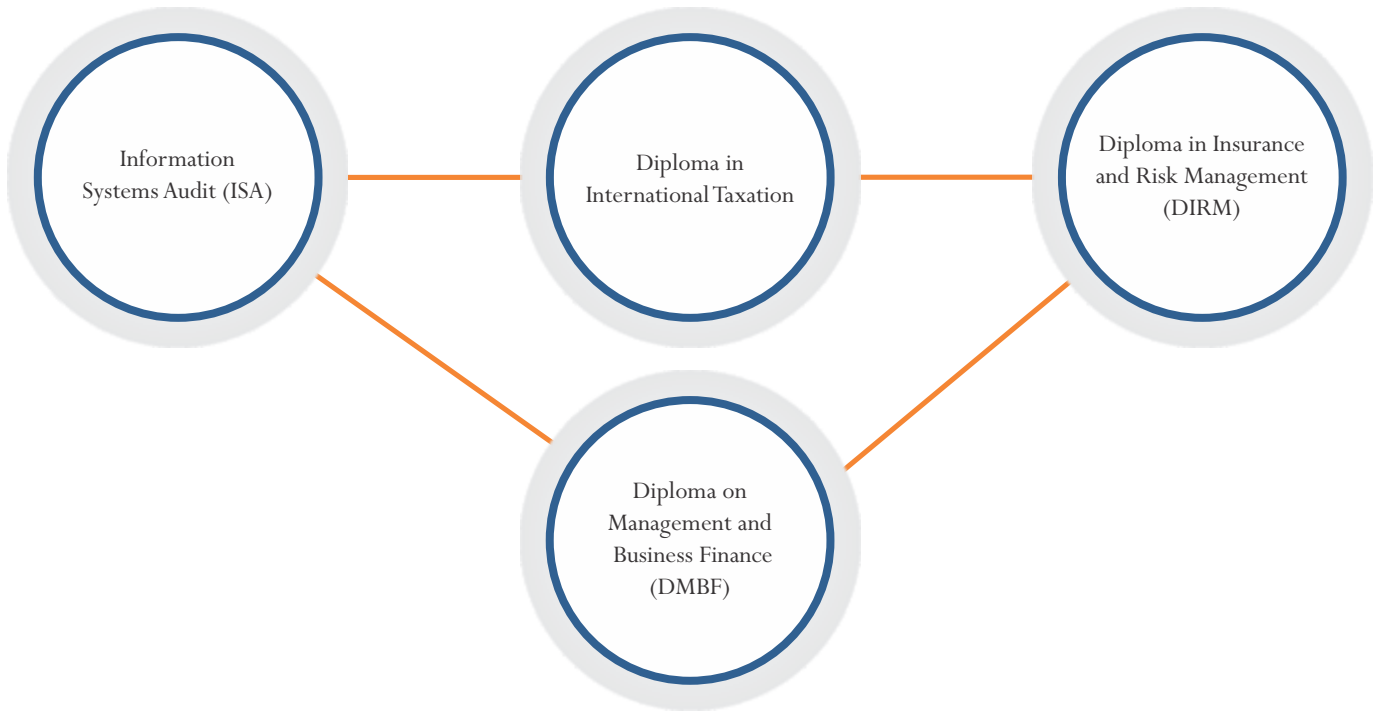 Information
Systems Audit (ISA)
Diploma in
International Taxation
Diploma in Insurance
and Risk Management
(DIRM)
Diploma on
Management and
Business Finance
(DMBF)